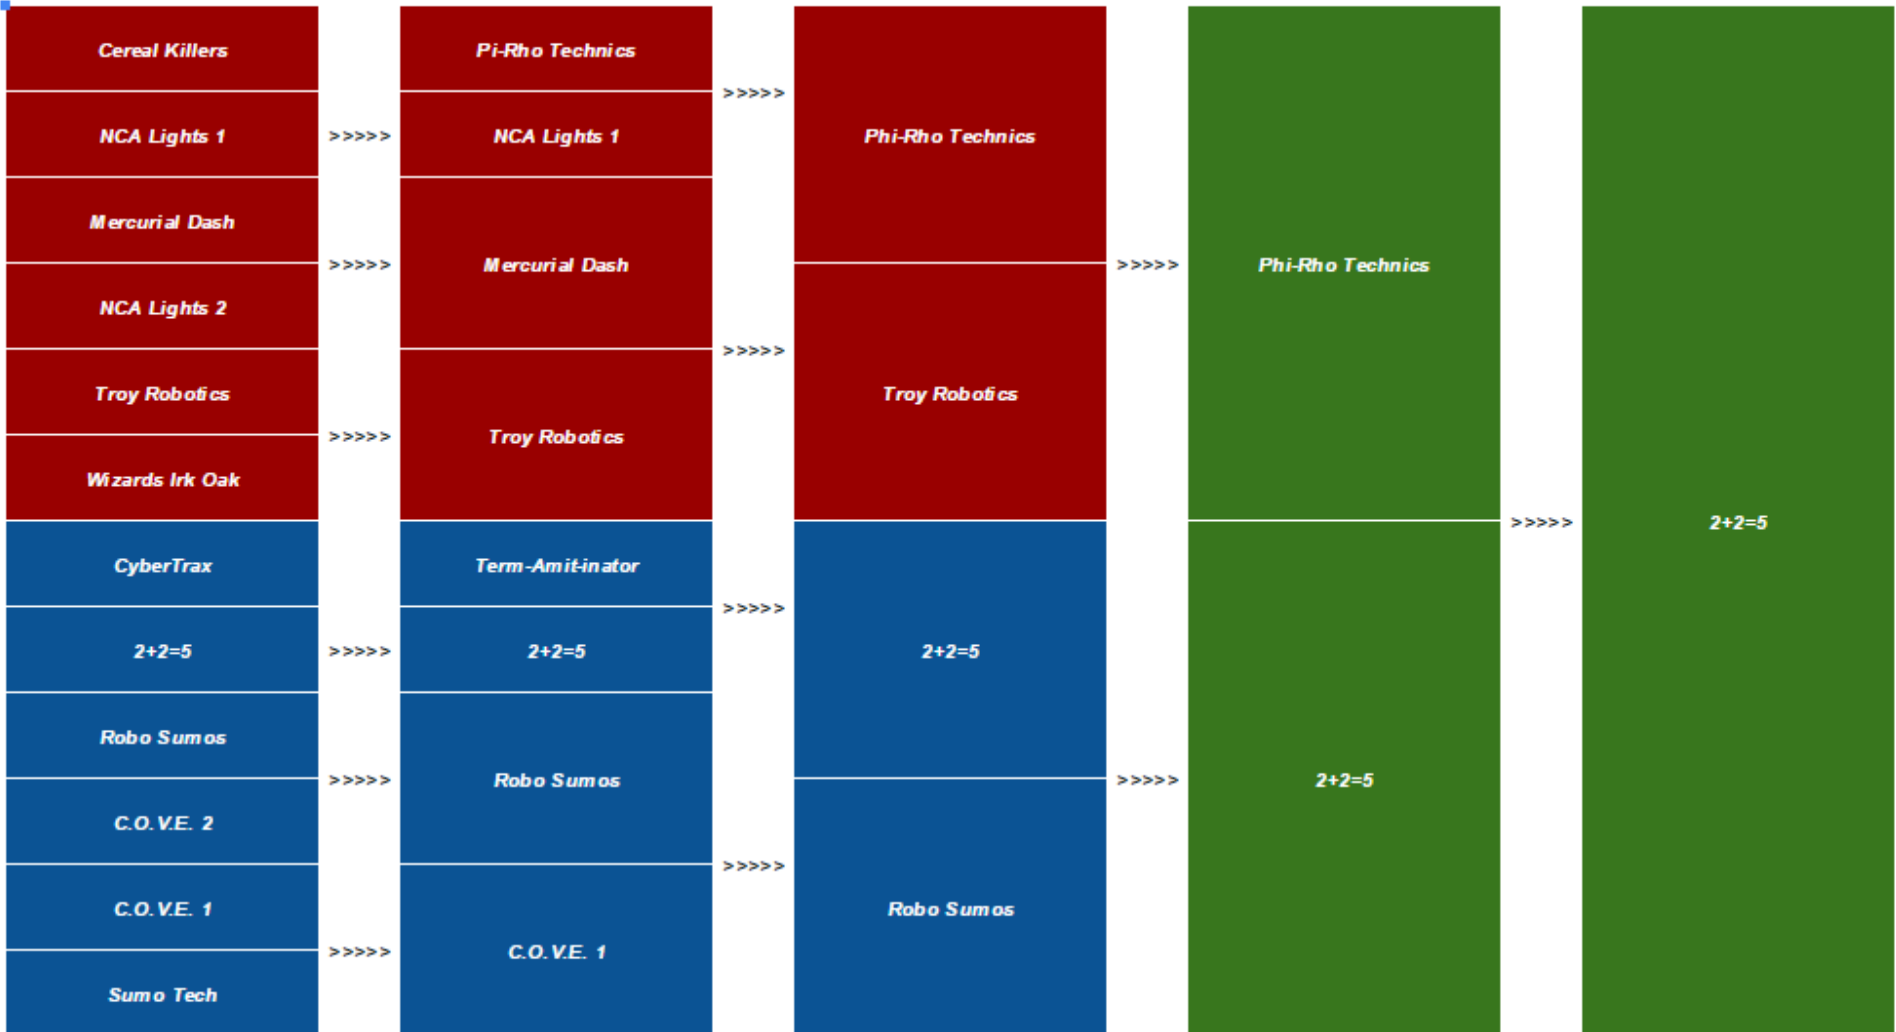 Cereal Killers
NCA Lights 1
Mercurial Dash
NCA Lights 2
Troy Robotics
Wizards Irk Oak
CyberTrax
2+2=5
Robo Sumos
C.O.V.E. 2
C.O.V.E. 1
Sumo Tech
>>>>>
>>>>>
>>>>>
>>>>>
>>>>>
>>>>>
Pi-Rho Technics
NCA Lights 1
Mercurial Dash
Troy Robotics
Term-Amit-inator
2+2=5
Robo Sumos
C.O.V.E. 1
>>>>>
>>>>>
>>>>>
>>>>>
Phi-Rho Technics
Troy Robotics
2+2=5
Robo Sumos
>>>>>
>>>>>
Phi-Rho Technics
2+2=5
>>>>>
2+2=5